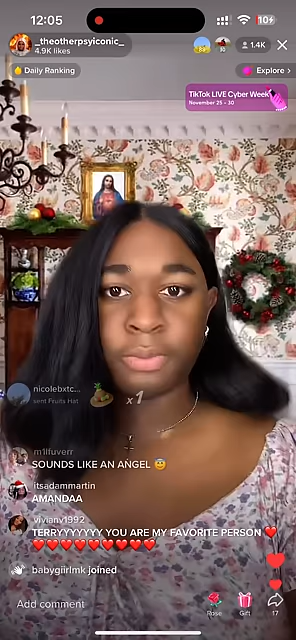 12:05
10
_theotherpsyiconic_
4.9K likes
1.4K
Daily Ranking
Explore >
TikTok LIVE Cyber Week
November 25 - 30
nicolebxtc...
sent Fruits Hat
x1
m1lfuverr
SOUNDS LIKE AN ANGEL 😇
itsadammartin
AMANDAA
vivianv1992
TERRYYYYYYY YOU ARE MY FAVORITE PERSON ❤️
❤️❤️❤️❤️❤️❤️❤️❤️❤️
babygiirlmk joined
Add comment
Rose
Gift
17